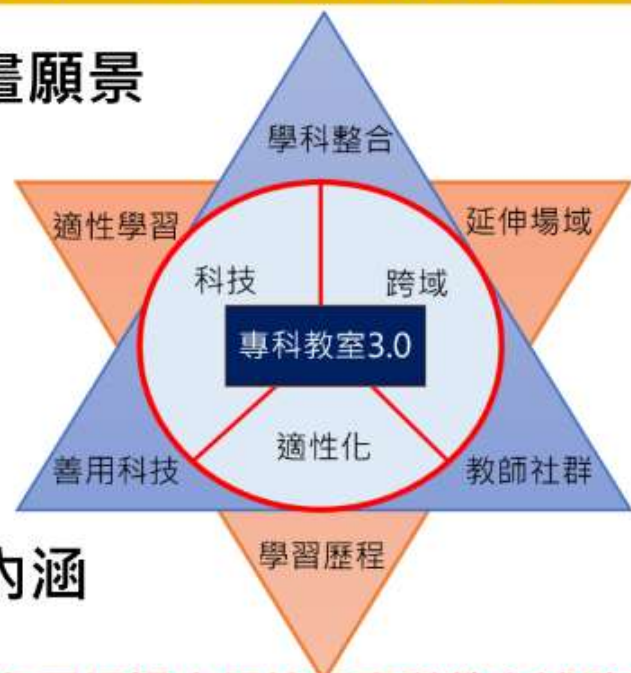 畫願景
學科整合
適性學習
延伸場域
科技
跨域
專科教室3.0
適性化
善用科技
教師社群
學習歷程
內涵